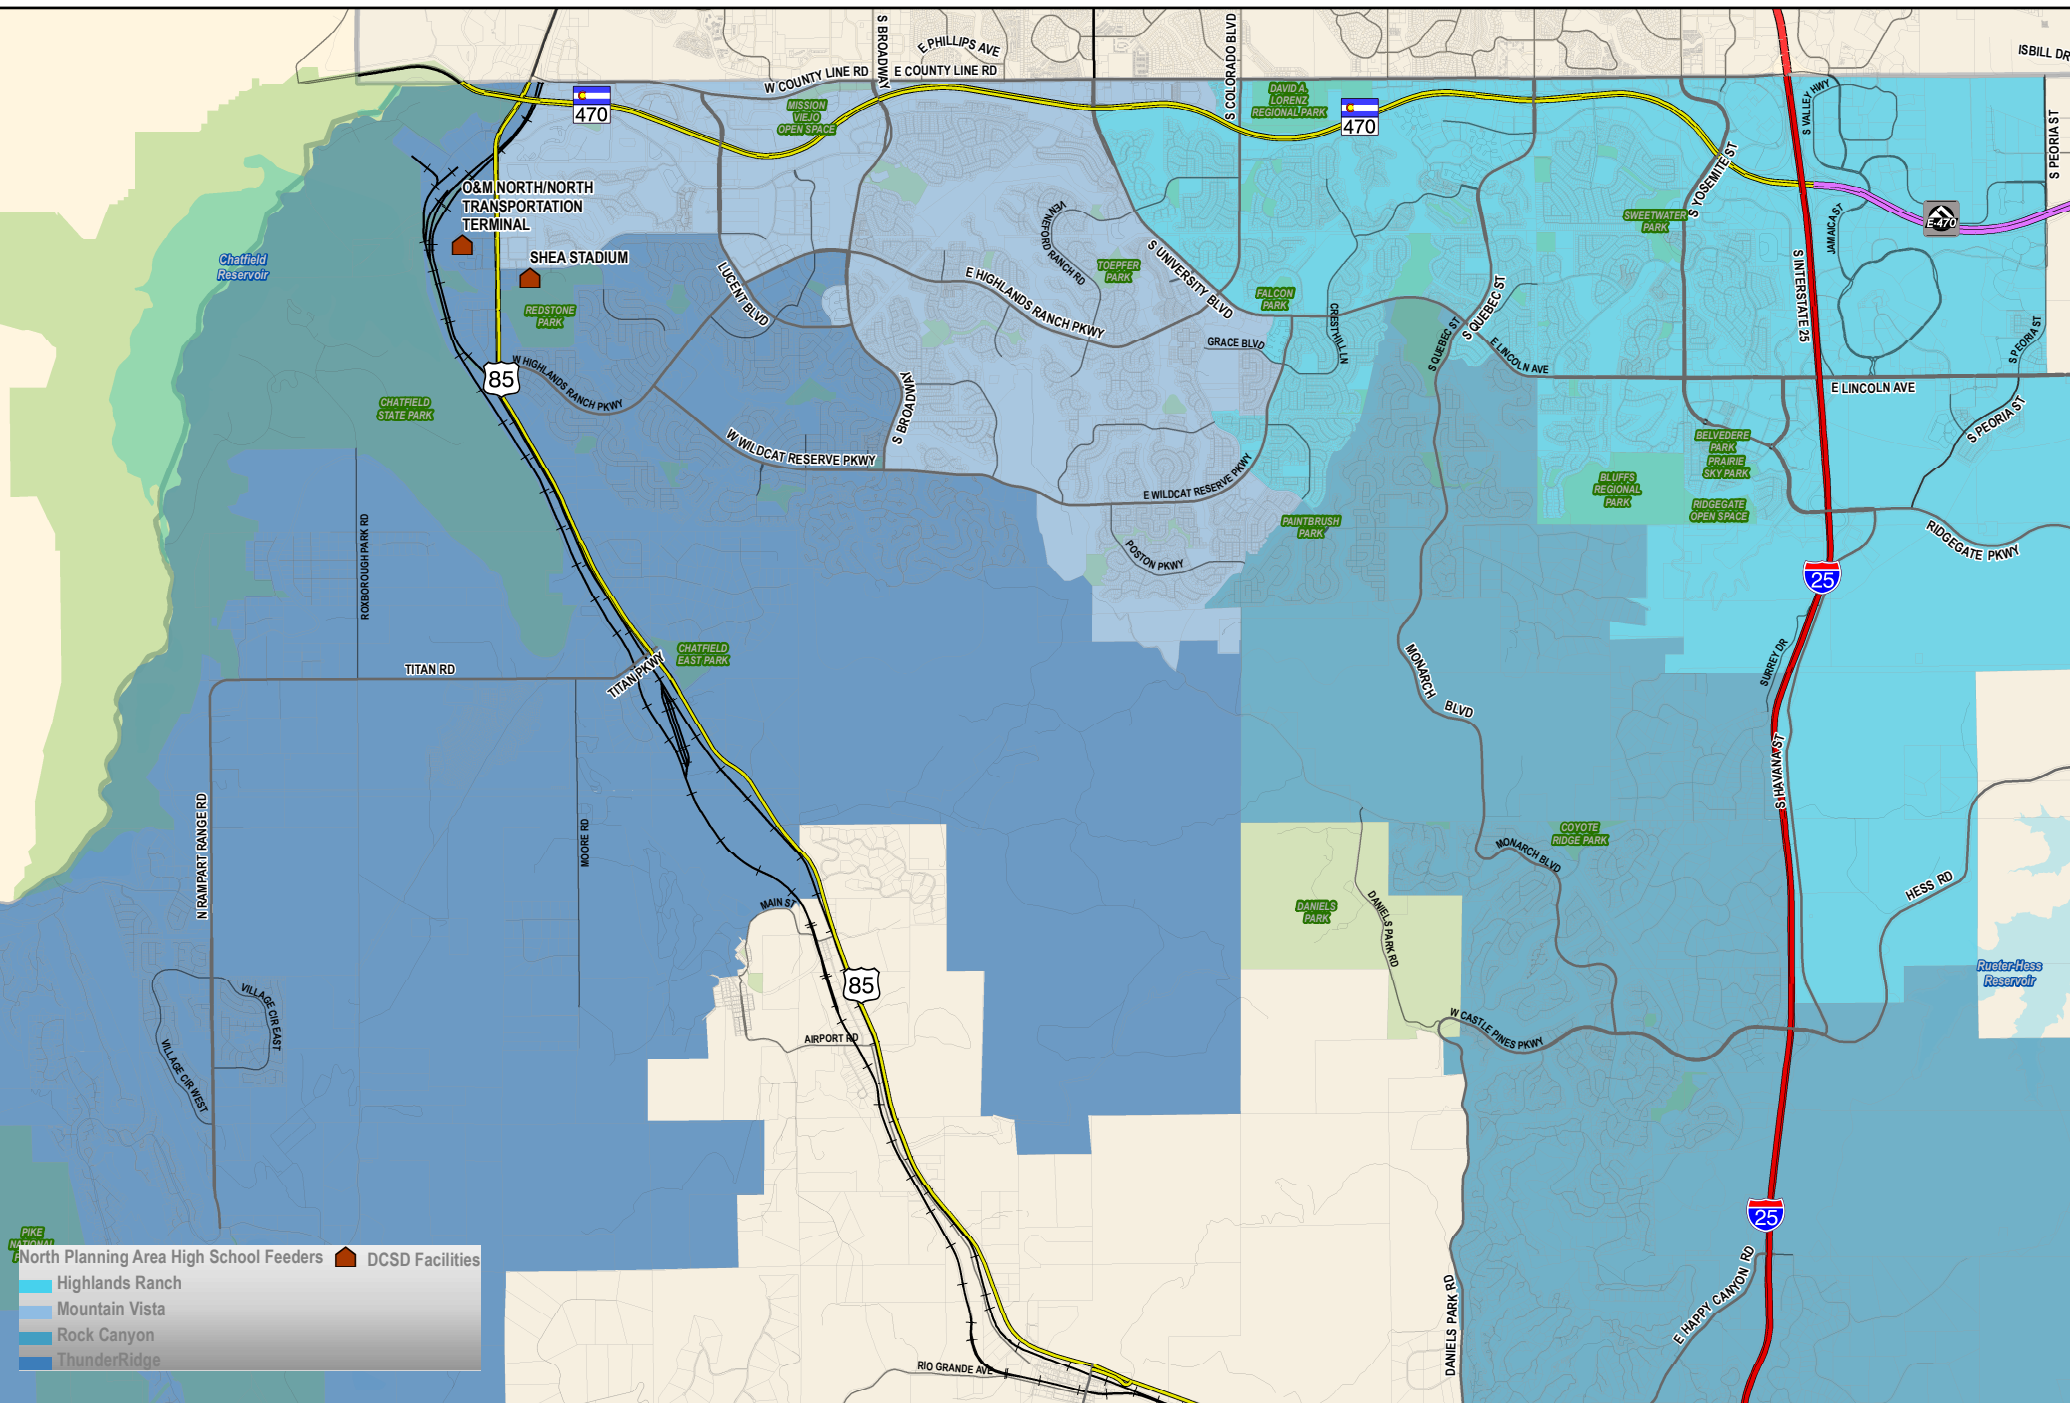 ISBILL DR
E PHILLIPS AVE
S BROADWAY
S COLORADO BLVD
W COUNTY LINE RD
E COUNTY LINE RD
470
MISSION
VIEJO
OPEN SPACE
DAVID A.
LORENZ
REGIONAL PARK
470
S VALLEY HWY
S PEORIA ST
S YOSEMITE ST
O&M NORTH/NORTH
TRANSPORTATION
TERMINAL
SHEA STADIUM
Chatfield
Reservoir
REDSTONE
PARK
LUCENT BLVD
VENNEFORD RANCH RD
TOEPFER
PARK
S UNIVERSITY BLVD
E HIGHLANDS RANCH PKWY
FALCON
PARK
CRESTHILL LN
GRACE BLVD
S QUEBEC ST
S QUEBEC ST
SWEETWATER
PARK
JAMAICA ST
E-470
S INTERSTATE 25
S PEORIA ST
E LINCOLN AVE
E LINCOLN AVE
S PEORIA ST
85
W HIGHLANDS RANCH PKWY
CHATFIELD
STATE PARK
S BROADWAY
W WILDCAT RESERVE PKWY
E WILDCAT RESERVE PKWY
POSTON PKWY
PAINTBRUSH
PARK
BELVEDERE
PARK
PRAIRIE
SKY PARK
BLUFFS
REGIONAL
PARK
RIDGEGATE
OPEN SPACE
RIDGEGATE PKWY
25
ROXBOROUGH PARK RD
TITAN RD
TITAN PKWY
CHATFIELD
EAST PARK
MONARCH
BLVD
SURREY DR
S HAVANA ST
N RAMPART RANGE RD
MOORE RD
MAIN ST
COYOTE
RIDGE PARK
MONARCH BLVD
DANIELS
PARK
DANIELS PARK RD
HESS RD
Rueter-Hess
Reservoir
85
VILLAGE CIR EAST
VILLAGE CIR WEST
AIRPORT RD
W CASTLE PINES PKWY
25
E HAPPY CANYON RD
DANIELS PARK RD
RIO GRANDE AVE
PIKE
NATIONAL
North Planning Area High School Feeders
DCSD Facilities
Highlands Ranch
Mountain Vista
Rock Canyon
ThunderRidge